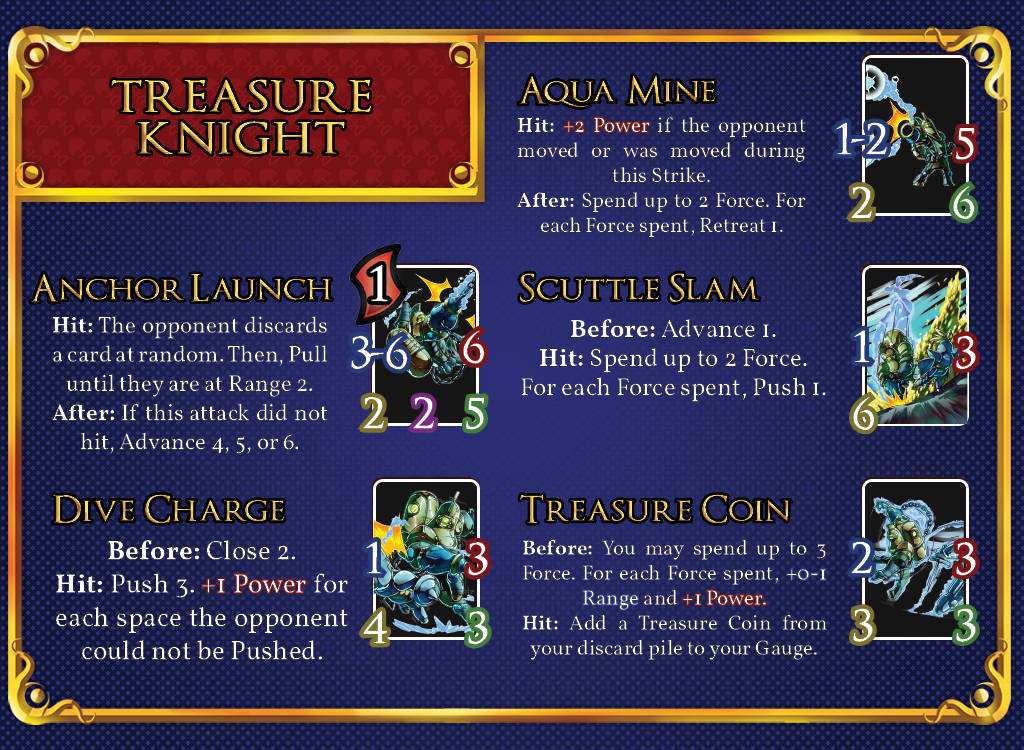 TREASURE
KNIGHT
AQUA MINE
Hit: +2 Power if the opponent
moved or was moved during
this Strike.
After: Spend up to 2 Force. For
each Force spent, Retreat 1.
1-2
5
2
6
ANCHOR LAUNCH
Hit: The opponent discards
a card at random. Then, Pull
until they are at Range 2.
After: If this attack did not
hit, Advance 4, 5, or 6.
1
3-6
6
2
2
5
SCUTTLE SLAM
Before: Advance 1.
Hit: Spend up to 2 Force.
For each Force spent, Push 1.
1
3
6
DIVE CHARGE
Before: Close 2.
Hit: Push 3. +1 Power for
each space the opponent
could not be Pushed.
1
3
4
3
TREASURE COIN
Before: You may spend up to 3
Force. For each Force spent, +0-1
Range and +1 Power.
Hit: Add a Treasure Coin from
your discard pile to your Gauge.
2
3
3
3